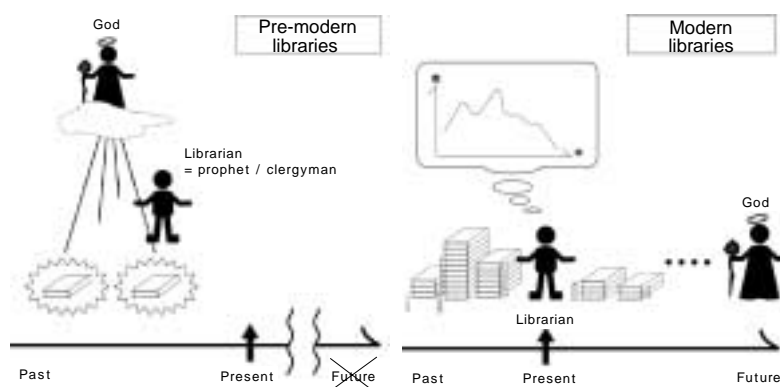 God
Pre-modern
libraries
Librarian
= prophet / clergyman
Past
Present
Future
Modern
libraries
God
Librarian
Past
Present
Future